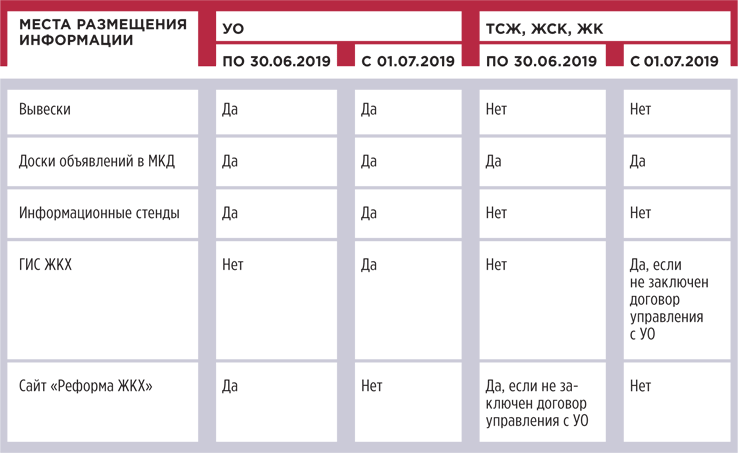 МЕСТА РАЗМЕЩЕНИЯ
ИНФОРМАЦИИ
УО
ТСЖ, ЖСК, ЖК
ПО 30.06.2019
С 01.07.2019
ПО 30.06.2019
С 01.07.2019
Вывески
Да
Да
Нет
Нет
Доски объявлений в МКД
Да
Да
Да
Да
Информационные стенды
Да
Да
Нет
Нет
ГИС ЖКХ
Нет
Да
Нет
Да, если
не заключен
договор
управления
с УО
Сайт «Реформа ЖКХ»
Да
Нет
Да, если не за-
ключен договор
управления с УО
Нет